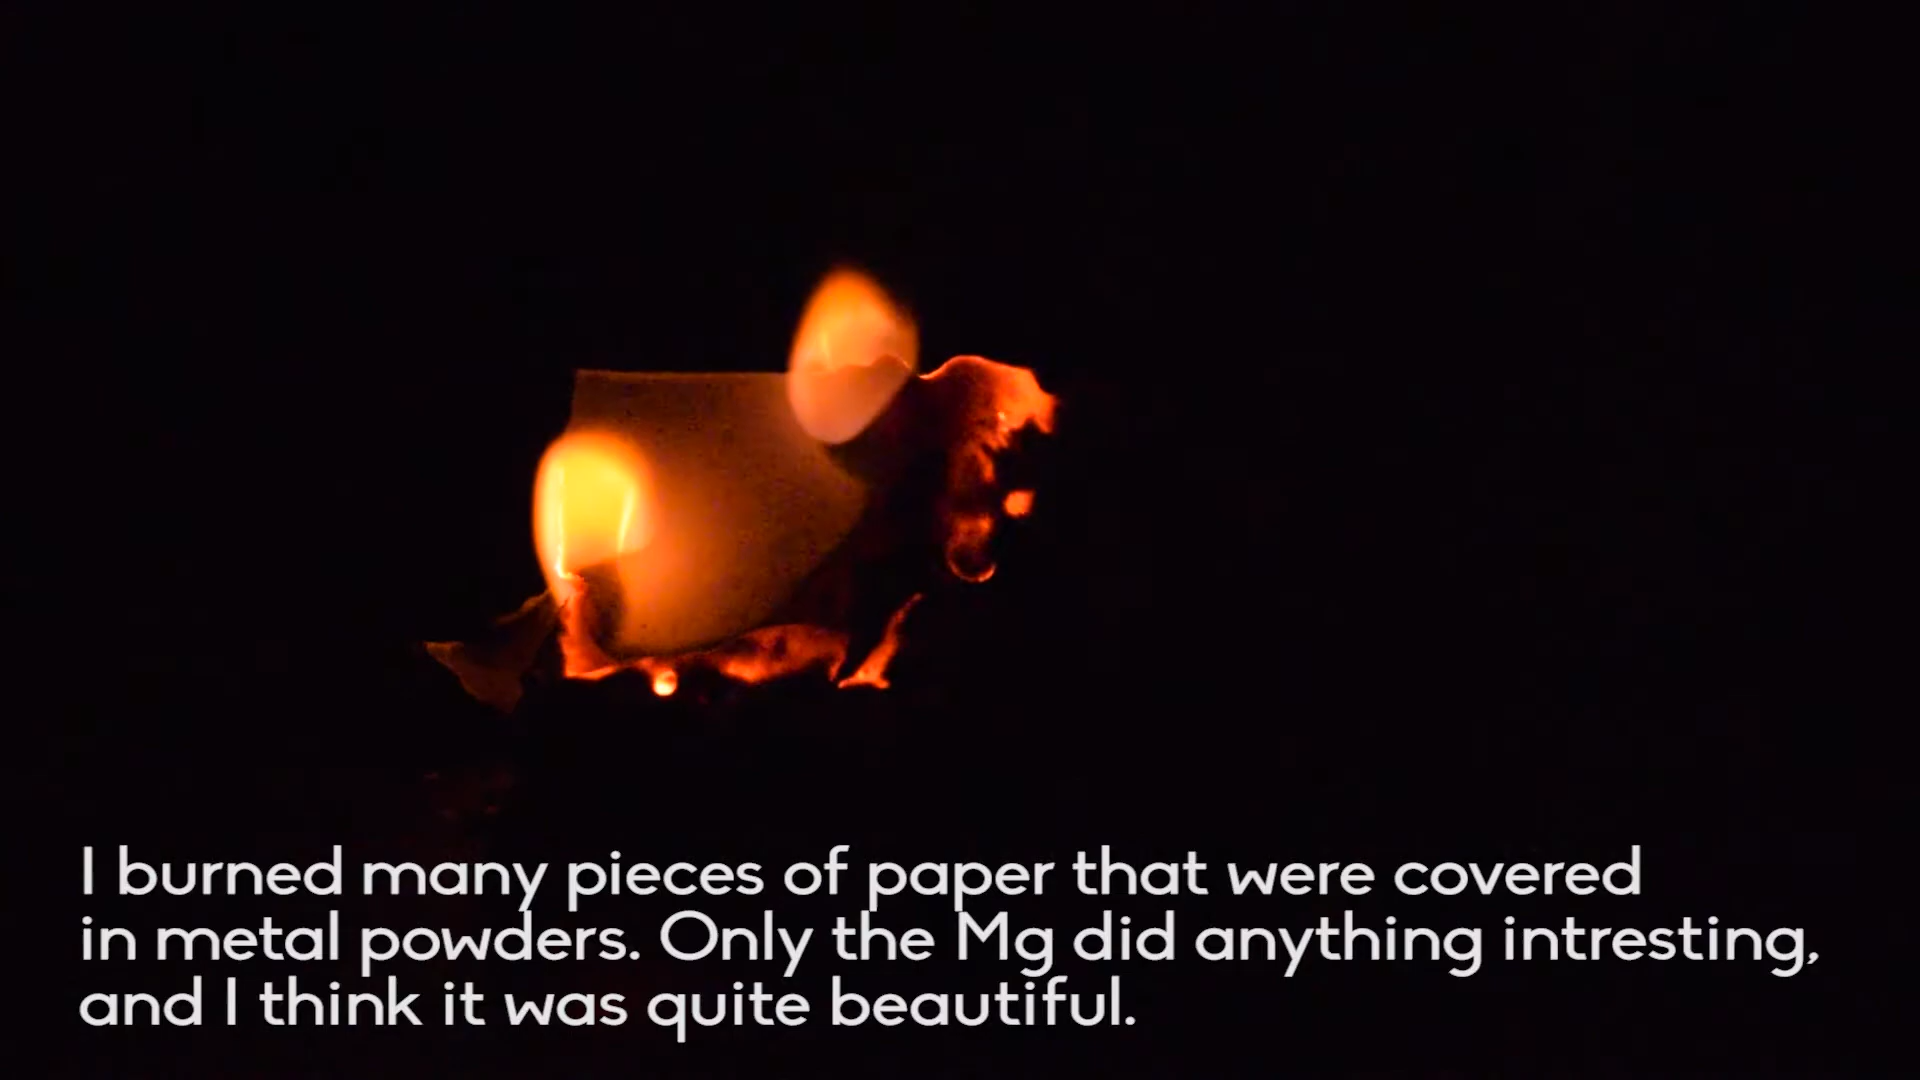 I burned many pieces of paper that were covered
in metal powders. Only the Mg did anything intresting,
and I think it was quite beautiful.